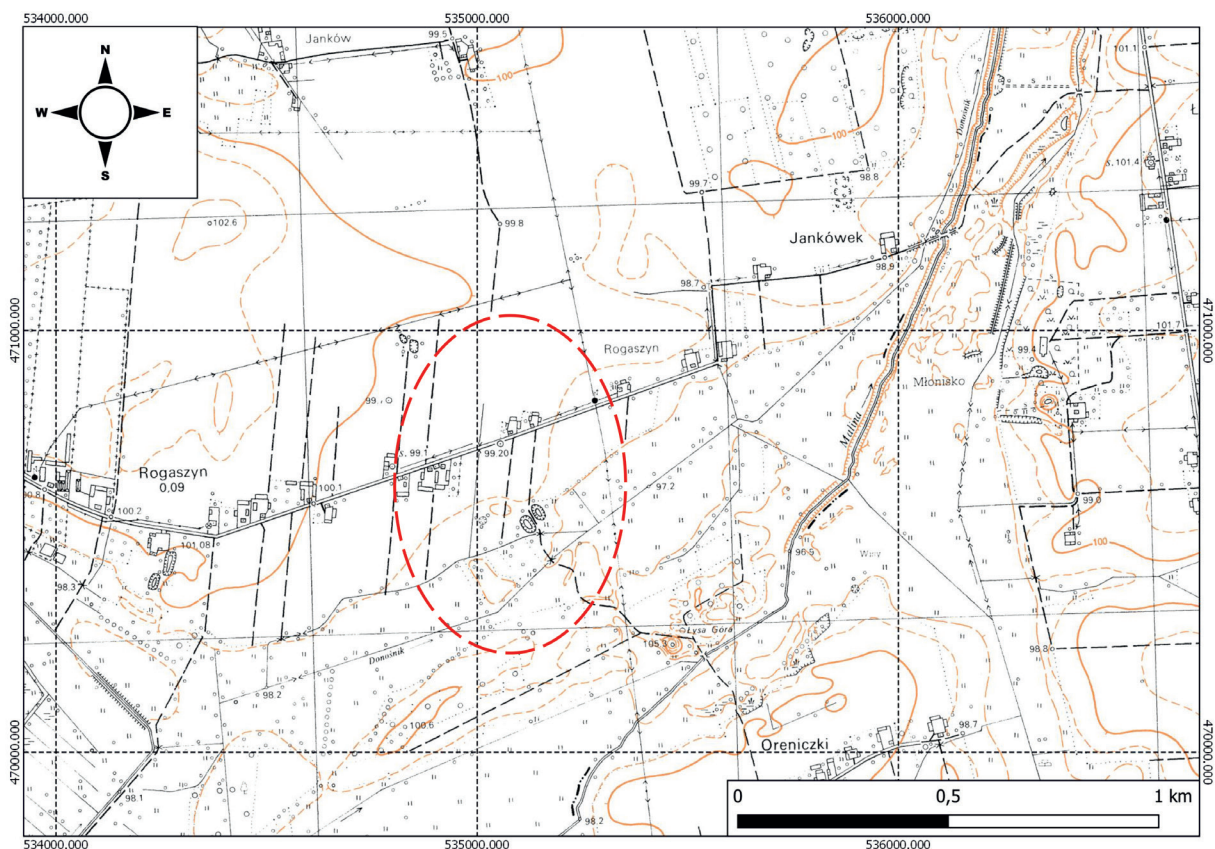 534000.000
535000.000
536000.000
N
W
E
S
Janków
99.5
100
101.1
Donośnik
100
99.7
98.8
S. 101.4
102.6
99.8
Jankówek
98.9
98.7
471000.000
471000.000
101.7
Rogaszyn
99.4
Młonisko
Malina
S. 99.1
99.20
Rogaszyn
0,09
97.2
100.1
100.2
99.0
101.08
96.5
100
98.3
Łysa Góra
105.3
Donośnik
98.8
98.2
100.6
98.7
Oreniczki
470000.000
470000.000
98.1
0
0,5
1 km
98.2
534000.000
535000.000
536000.000